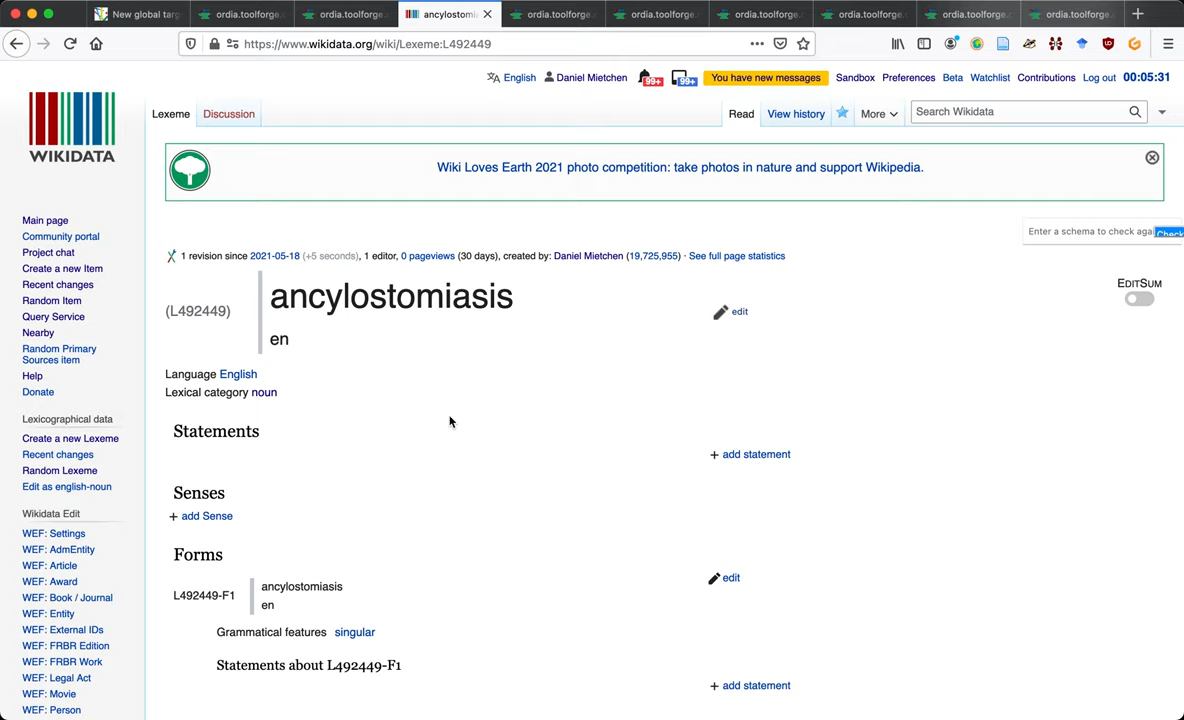 New global targ
ordia.toolforge.o
ordia.toolforge.
ancylostomia
ordia.toolforge.
ordia.toolforge.
ordia.toolforge.c
ordia.toolforge.
ordia.toolforge.
ordia.toolforge.
https://www.wikidata.org/wiki/Lexeme:L492449
English Daniel Mietchen 99+ 99+ You have new messages Sandbox Preferences Beta Watchlist Contributions Log out 00:05:31
Lexeme Discussion Read View history More Search Wikidata
WIKIDATA
Wiki Loves Earth 2021 photo competition: take photos in nature and support Wikipedia.
Main page
Community portal
Project chat
Create a new Item
Recent changes
Random Item
Query Service
Nearby
Random Primary
Sources item
Help
Donate
Lexicographical data
Create a new Lexeme
Recent changes
Random Lexeme
Edit as english-noun
Wikidata Edit
WEF: Settings
WEF: AdmEntity
WEF: Article
WEF: Award
WEF: Book / Journal
WEF: Entity
WEF: External IDs
WEF: FRBR Edition
WEF: FRBR Work
WEF: Legal Act
WEF: Movie
WEF: Person
Enter a schema to check agai Check
1 revision since 2021-05-18 (+5 seconds), 1 editor, 0 pageviews (30 days), created by: Daniel Mietchen (19,725,955) · See full page statistics
EDITSUM
(L492449) ancylostomiasis edit
en
Language English
Lexical category noun
Statements
+ add statement
Senses
+ add Sense
Forms
L492449-F1 ancylostomiasis edit
en
Grammatical features singular
Statements about L492449-F1
+ add statement